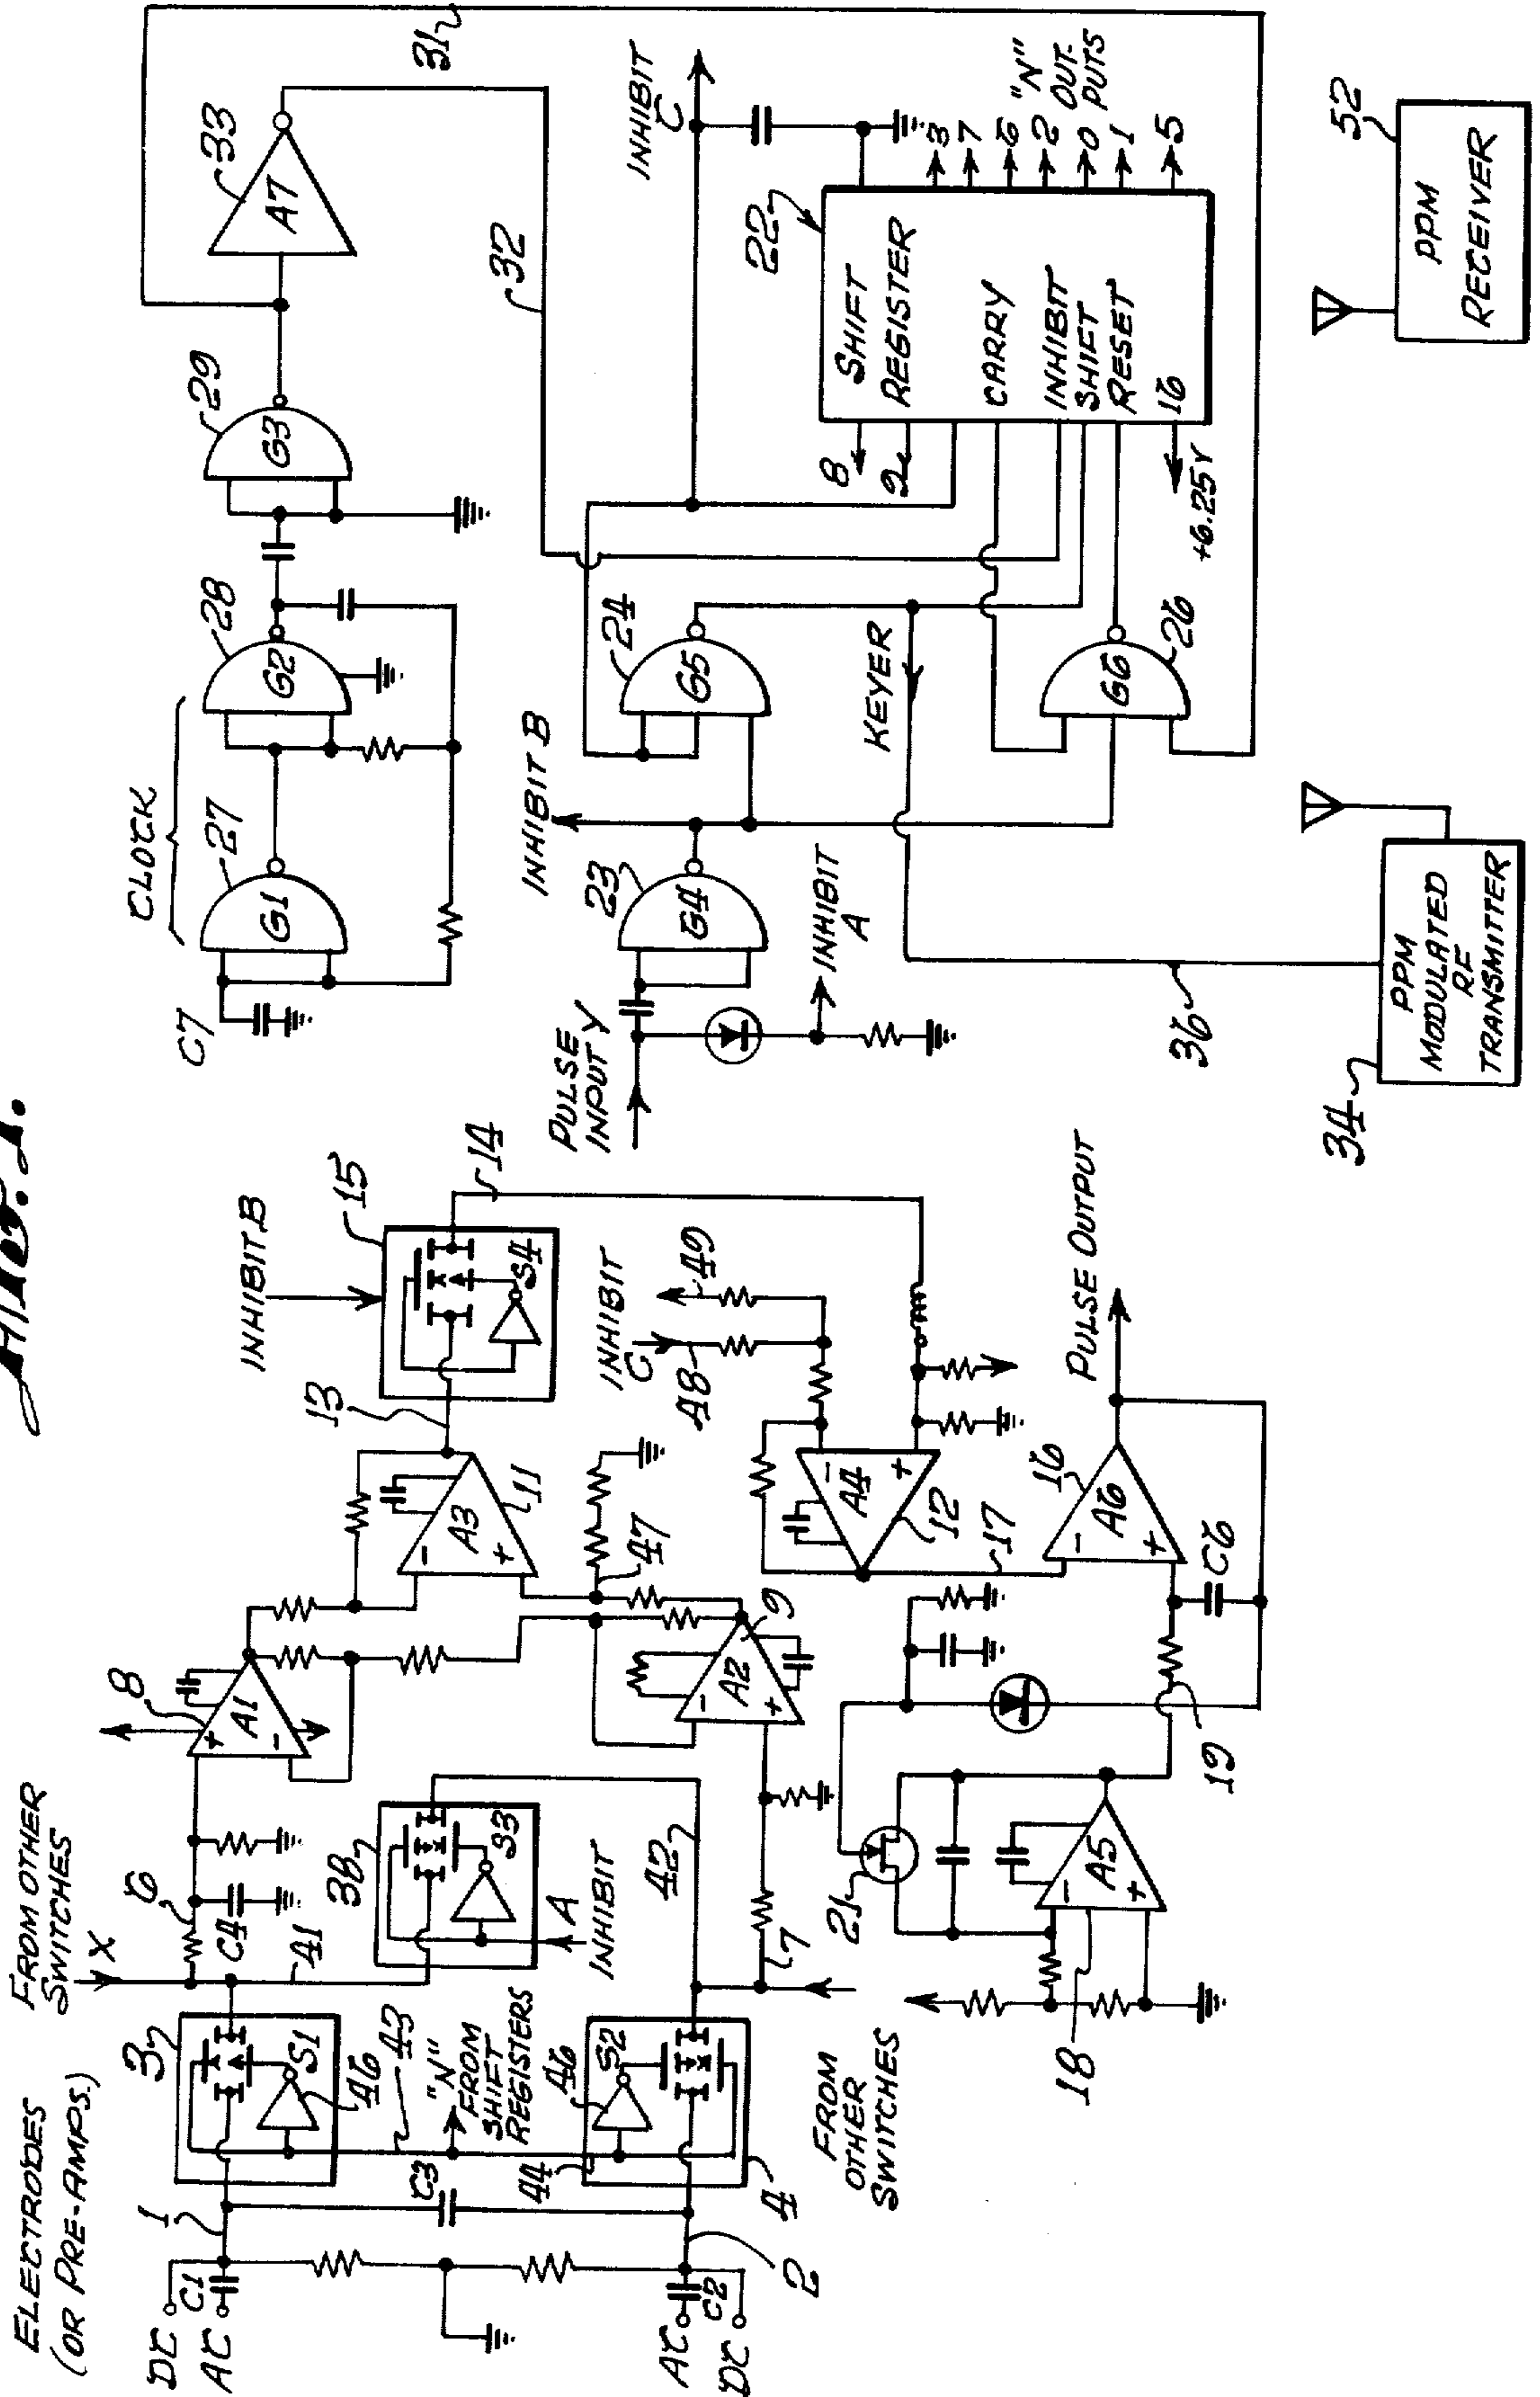 ELECTRODES
(OR PRE-AMPS.)
FROM OTHER
SWITCHES
X
DC
C1
AC
1
3
S1
46
6
C4
41
8
A1
+
-
INHIBIT B
15
S4
13
14
A3
-
+
11
38
S3
A
INHIBIT
43
"N"
FROM
SHIFT
REGISTERS
C3
44
46
S2
4
42
7
A2
-
+
9
47
INHIBIT
C
48
49
A4
-
+
12
17
AC
C2
DC
2
FROM
OTHER
SWITCHES
21
18
A5
-
+
19
16
A6
-
+
C6
PULSE OUTPUT
CLOCK
C7
27
G1
28
G2
29
G3
33
A7
31
32
INHIBIT B
PULSE
INPUT Y
23
G4
INHIBIT
A
24
G5
KEYER
G6
26
INHIBIT
C
22
SHIFT
REGISTER
CARRY
INHIBIT
SHIFT
RESET
16
8
9
+6.25V
3
7
6
2
0
1
5
"N"
OUT-
PUTS
36
34
PPM
MODULATED
RF
TRANSMITTER
52
PPM
RECEIVER